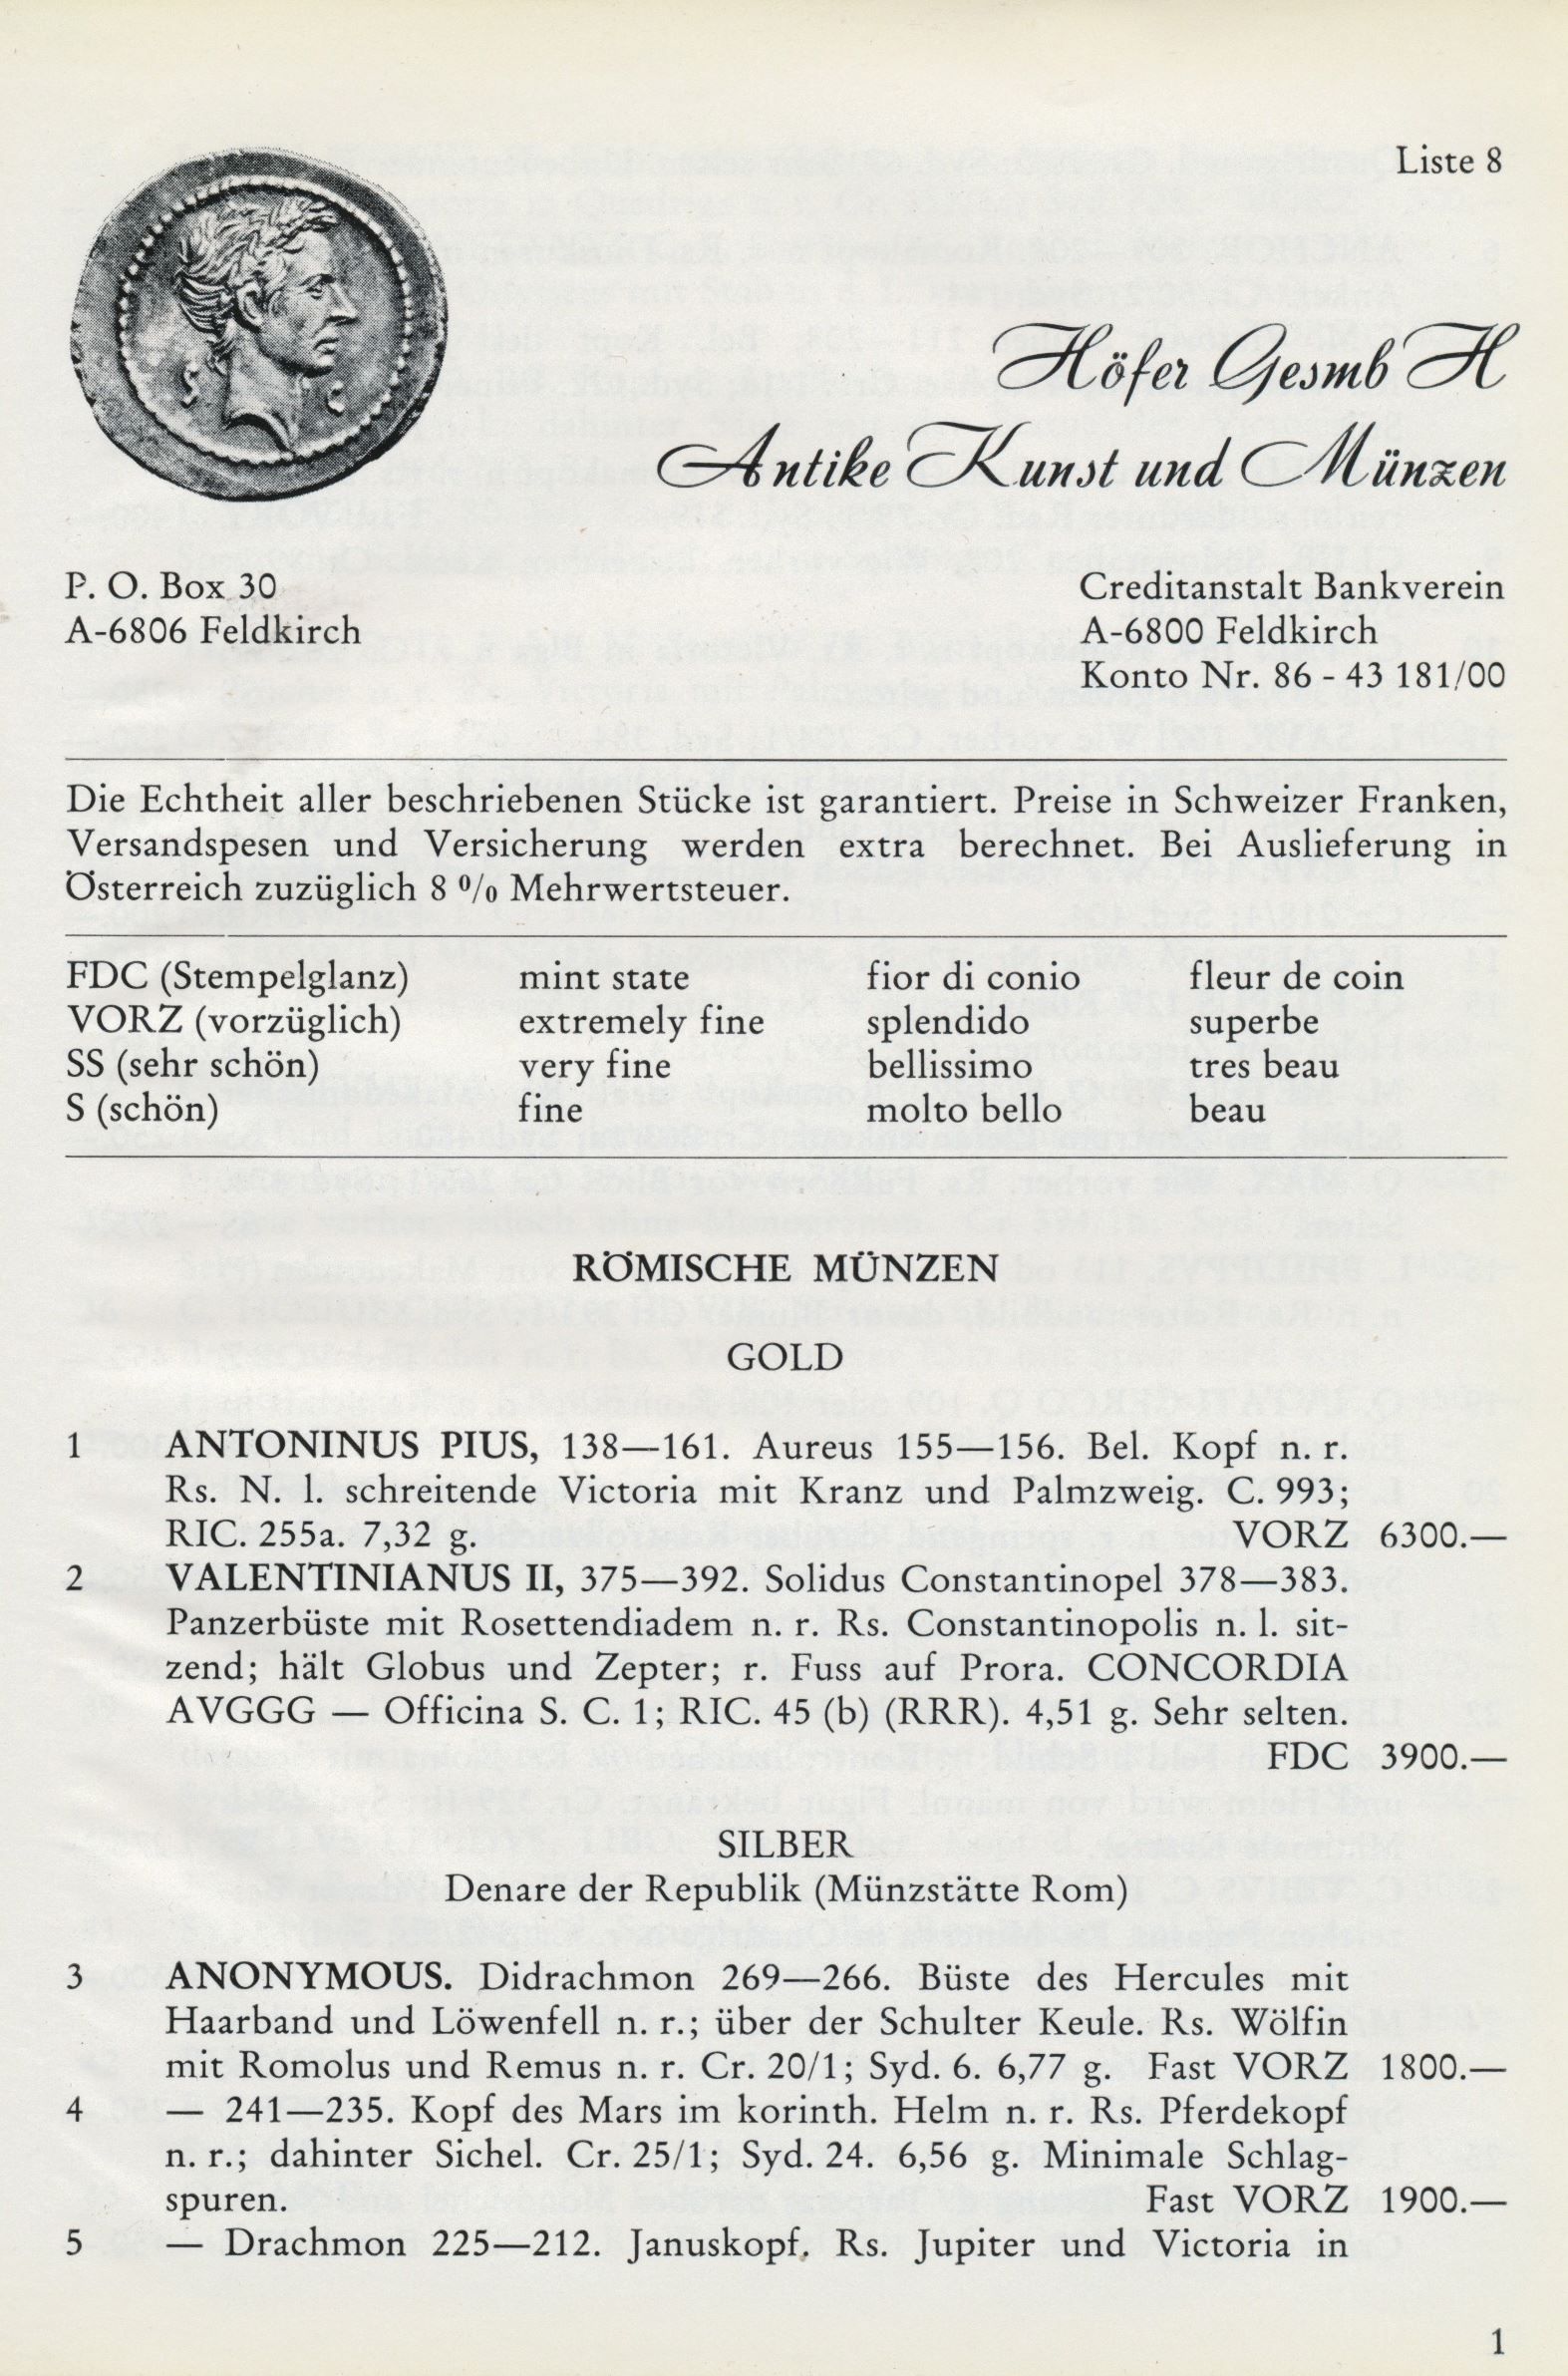 Liste 8
Höfer GesmbH
Antike Kunst und Münzen
P. O. Box 30
A-6806 Feldkirch
Creditanstalt Bankverein
A-6800 Feldkirch
Konto Nr. 86 - 43 181/00
Die Echtheit aller beschriebenen Stücke ist garantiert. Preise in Schweizer Franken,
Versandspesen und Versicherung werden extra berechnet. Bei Auslieferung in
Österreich zuzüglich 8 % Mehrwertsteuer.
FDC (Stempelglanz) mint state fior di conio fleur de coin
VORZ (vorzüglich) extremely fine splendido superbe
SS (sehr schön) very fine bellissimo tres beau
S (schön) fine molto bello beau
RÖMISCHE MÜNZEN
GOLD
1 ANTONINUS PIUS, 138—161. Aureus 155—156. Bel. Kopf n. r.
Rs. N. l. schreitende Victoria mit Kranz und Palmzweig. C. 993;
RIC. 255a. 7,32 g. VORZ 6300.—
2 VALENTINIANUS II, 375—392. Solidus Constantinopel 378—383.
Panzerbüste mit Rosettendiadem n. r. Rs. Constantinopolis n. l. sit-
zend; hält Globus und Zepter; r. Fuss auf Prora. CONCORDIA
AVGGG — Officina S. C. 1; RIC. 45 (b) (RRR). 4,51 g. Sehr selten.
FDC 3900.—
SILBER
Denare der Republik (Münzstätte Rom)
3 ANONYMOUS. Didrachmon 269—266. Büste des Hercules mit
Haarband und Löwenfell n. r.; über der Schulter Keule. Rs. Wölfin
mit Romolus und Remus n. r. Cr. 20/1; Syd. 6. 6,77 g. Fast VORZ 1800.—
4 — 241—235. Kopf des Mars im korinth. Helm n. r. Rs. Pferdekopf
n. r.; dahinter Sichel. Cr. 25/1; Syd. 24. 6,56 g. Minimale Schlag-
spuren. Fast VORZ 1900.—
5 — Drachmon 225—212. Januskopf. Rs. Jupiter und Victoria in
1